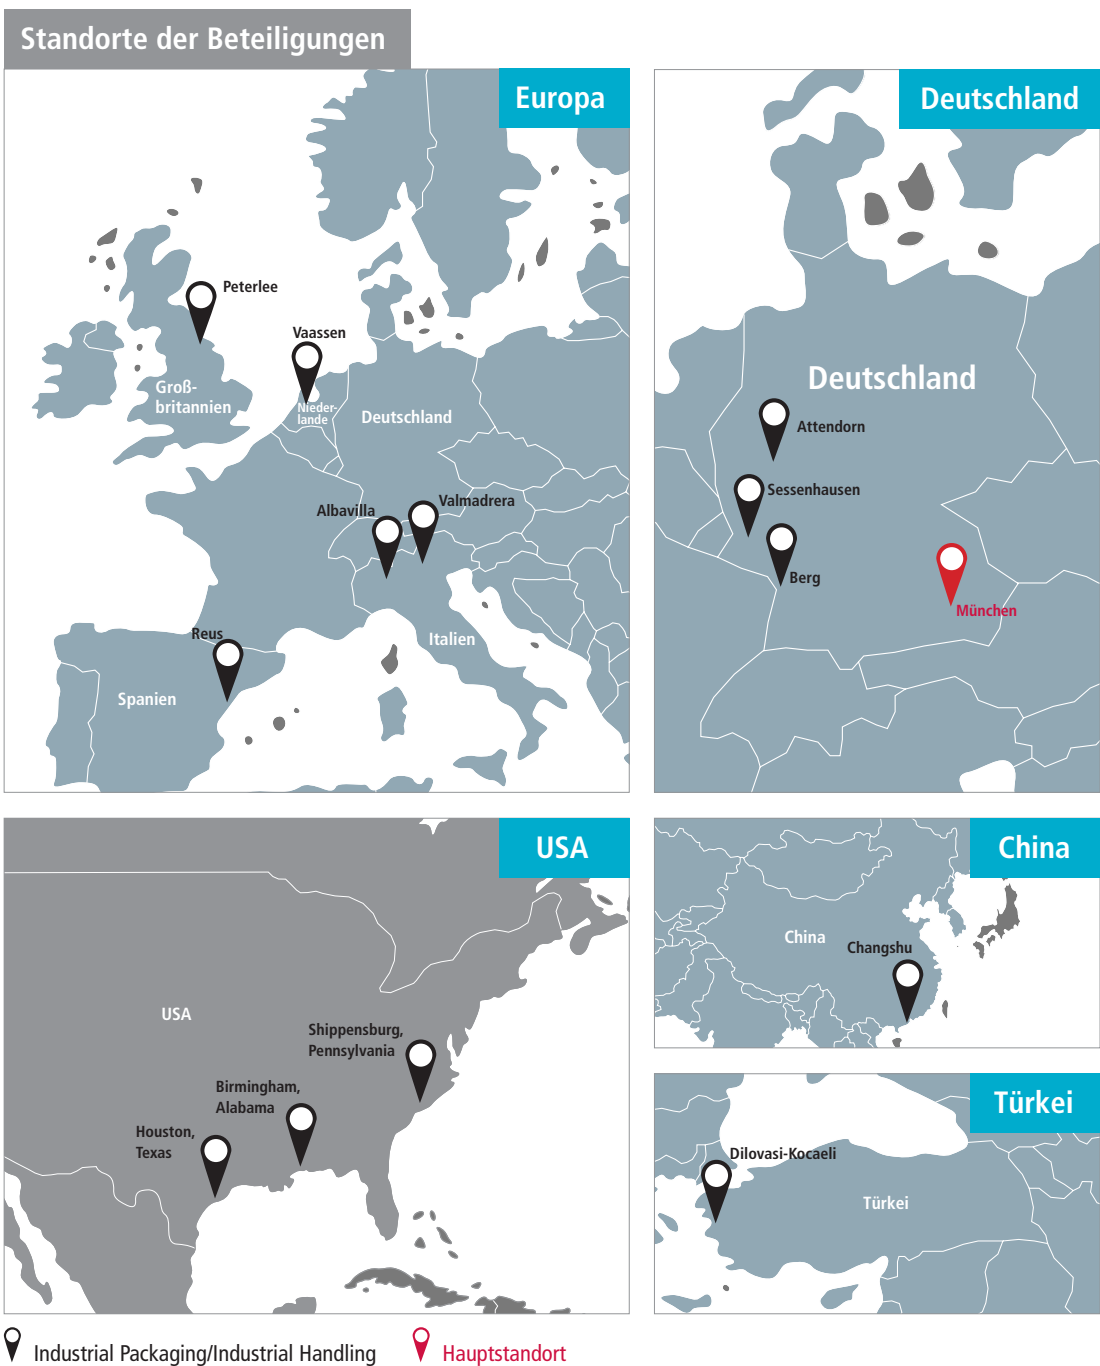 Standorte der Beteiligungen
Europa
Peterlee
Vaassen
Groß-
britannien
Nieder-
lande
Deutschland
Albavilla
Valmadrera
Reus
Italien
Spanien
Deutschland
Deutschland
Attendorn
Sessenhausen
Berg
München
USA
USA
Shippensburg,
Pennsylvania
Birmingham,
Alabama
Houston,
Texas
China
China
Changshu
Türkei
Dilovasi-Kocaeli
Türkei
Industrial Packaging/Industrial Handling
Hauptstandort